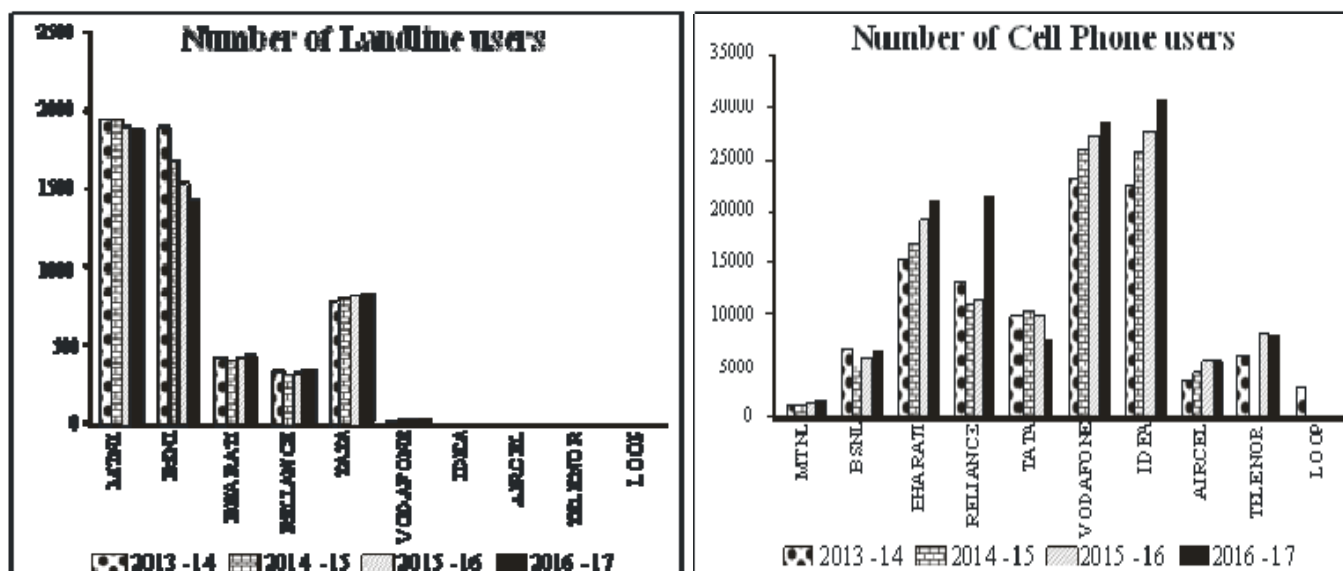 Number of Landline users
2500
2000
1500
1000
500
0
MTNL
BSNL
BHARATI
RELIANCE
TATA
VODAFONE
IDEA
AIRCEL
TELENOR
LOOP
2013 -14 2014 -15 2015 -16 2016 -17
Number of Cell Phone users
35000
30000
25000
20000
15000
10000
5000
0
MTNL
BSNL
EHARATI
RELIANCE
TATA
VODAFONE
IDEA
AIRCEL
TELENOR
LOOP
2013 -14 2014 -15 2015 -16 2016 -17